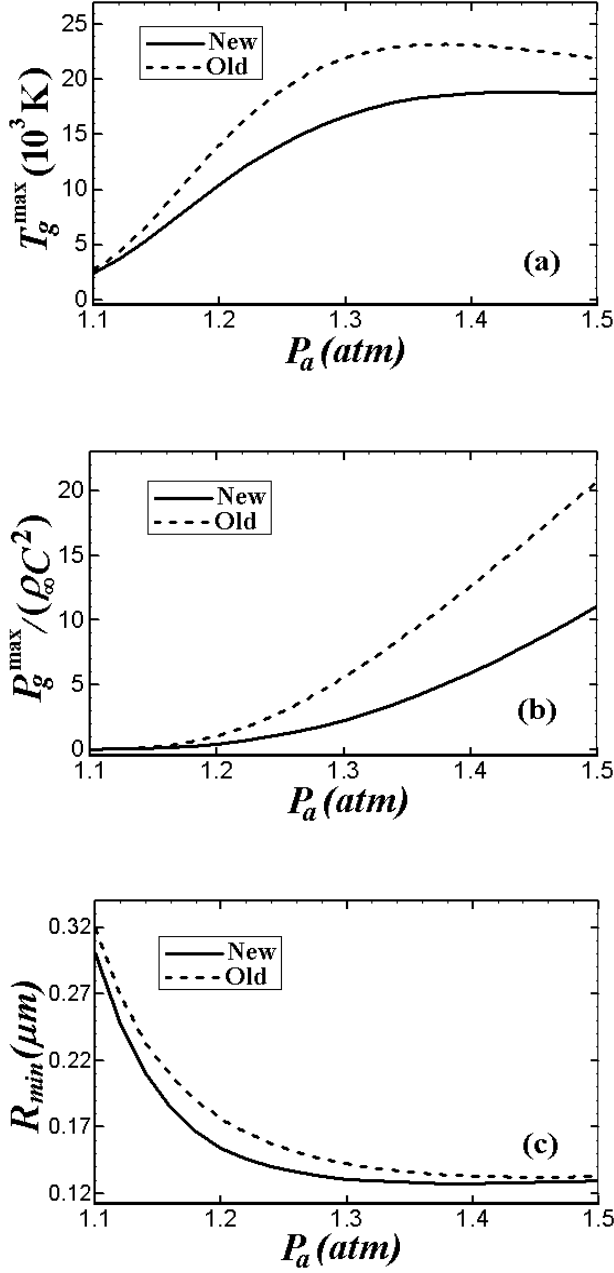 New
Old
25
20
15
10
5
0
T_g^max (10^3 K)
(a)
1.1 1.2 1.3 1.4 1.5
P_a (atm)
New
Old
20
15
10
5
0
P_g^max/(ρ_∞C^2)
(b)
1.1 1.2 1.3 1.4 1.5
P_a (atm)
New
Old
0.32
0.27
0.22
0.17
0.12
R_min (μm)
(c)
1.1 1.2 1.3 1.4 1.5
P_a (atm)